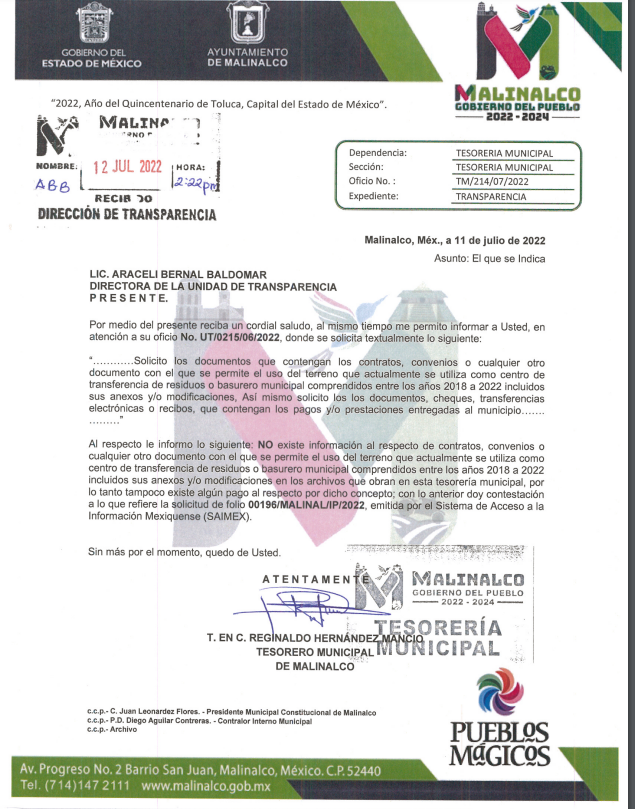 GOBIERNO DEL
ESTADO DE MÉXICO
AYUNTAMIENTO
DE MALINALCO
MALINALCO
GOBIERNO DEL PUEBLO
2022 - 2024
"2022, Año del Quincentenario de Toluca, Capital del Estado de México".
NOMBRE:
ABB
12 JUL 2022
HORA:
2:22pm
RECIBIDO
DIRECCIÓN DE TRANSPARENCIA
Dependencia: TESORERIA MUNICIPAL
Sección: TESORERIA MUNICIPAL
Oficio No. : TM/214/07/2022
Expediente: TRANSPARENCIA
Malinalco, Méx., a 11 de julio de 2022
Asunto: El que se Indica
LIC. ARACELI BERNAL BALDOMAR
DIRECTORA DE LA UNIDAD DE TRANSPARENCIA
P R E S E N T E.
Por medio del presente reciba un cordial saludo, al mismo tiempo me permito informar a Usted, en
atención a su oficio No. UT/0215/06/2022, donde se solicita textualmente lo siguiente:
"…………Solicito los documentos que contengan los contratos, convenios o cualquier otro
documento con el que se permite el uso del terreno que actualmente se utiliza como centro de
transferencia de residuos o basurero municipal comprendidos entre los años 2018 a 2022 incluidos
sus anexos y/o modificaciones, Así mismo solicito los los documentos, cheques, transferencias
electrónicas o recibos, que contengan los pagos y/o prestaciones entregadas al municipio…….
………"
Al respecto le informo lo siguiente; NO existe información al respecto de contratos, convenios o
cualquier otro documento con el que se permite el uso del terreno que actualmente se utiliza como
centro de transferencia de residuos o basurero municipal comprendidos entre los años 2018 a 2022
incluidos sus anexos y/o modificaciones en los archivos que obran en esta tesorería municipal, por
lo tanto tampoco existe algún pago al respecto por dicho concepto; con lo anterior doy contestación
a lo que refiere la solicitud de folio 00196/MALINAL/IP/2022, emitida por el Sistema de Acceso a la
Información Mexiquense (SAIMEX).
Sin más por el momento, quedo de Usted.
A T E N T A M E N T E
MALINALCO
GOBIERNO DEL PUEBLO
2022 - 2024
TESORERÍA
MUNICIPAL
T. EN C. REGINALDO HERNÁNDEZ MANCIO
TESORERO MUNICIPAL
DE MALINALCO
c.c.p.- C. Juan Leonardez Flores. - Presidente Municipal Constitucional de Malinalco
c.c.p.- P.D. Diego Aguilar Contreras. - Contralor Interno Municipal
c.c.p.- Archivo
PUEBLOS
MÁGICOS
Av. Progreso No. 2 Barrio San Juan, Malinalco, México. C.P. 52440
Tel. (714)147 2111 www.malinalco.gob.mx